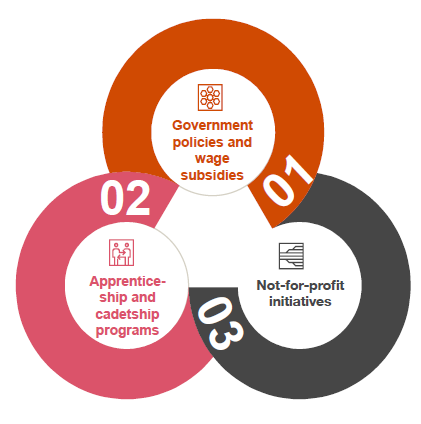 01
Government
policies and
wage
subsidies
02
Apprentice-
ship and
cadetship
programs
03
Not-for-profit
initiatives